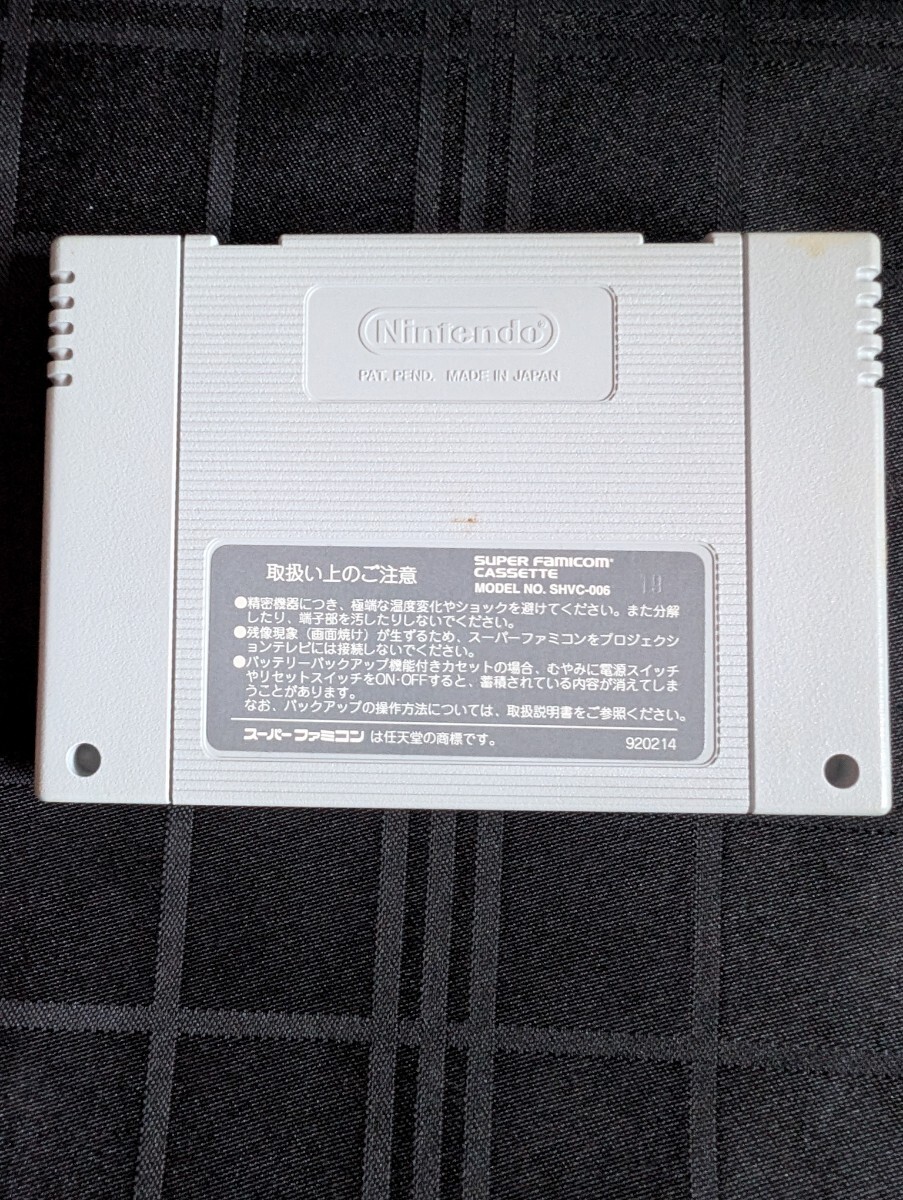 Nintendo®
PAT. PEND. MADE IN JAPAN
取扱い上のご注意
SUPER FAMICOM®
CASSETTE
MODEL NO. SHVC-006
●精密機器につき、極端な温度変化やショックを避けてください。また分解
したり、端子部を汚したりしないでください。
●残像現象(画面焼け)が生ずるため、スーパーファミコンをプロジェクシ
ョンテレビには接続しないでください。
●バッテリーバックアップ機能付きカセットの場合、むやみに電源スイッチ
やリセットスイッチをON・OFFすると、蓄積されている内容が消えてしま
うことがあります。
なお、バックアップの操作方法については、取扱説明書をご参照ください。
スーパーファミコン は任天堂の商標です。
920214